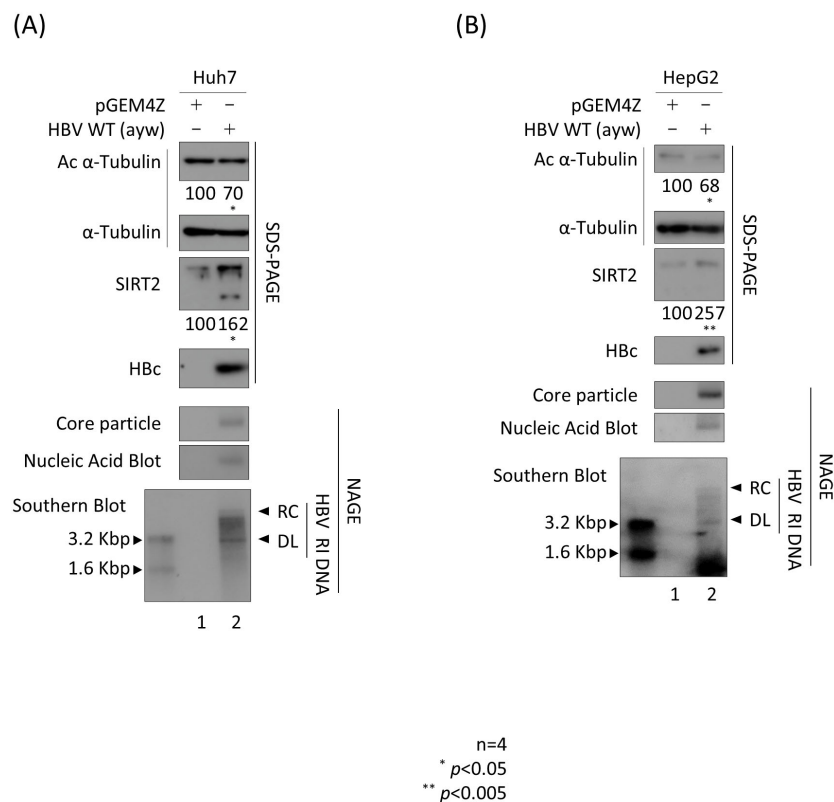 (A)
Huh7
pGEM4Z + –
HBV WT (ayw) – +
Ac α-Tubulin
100 70
*
α-Tubulin
SIRT2
100 162
*
HBc
SDS-PAGE
Core particle
Nucleic Acid Blot
Southern Blot
3.2 Kbp
1.6 Kbp
RC
DL
HBV RI DNA
NAGE
1 2
(B)
HepG2
pGEM4Z + –
HBV WT (ayw) – +
Ac α-Tubulin
100 68
*
α-Tubulin
SIRT2
100 257
**
HBc
SDS-PAGE
Core particle
Nucleic Acid Blot
Southern Blot
3.2 Kbp
1.6 Kbp
RC
DL
HBV RI DNA
NAGE
1 2
n=4
* p<0.05
** p<0.005